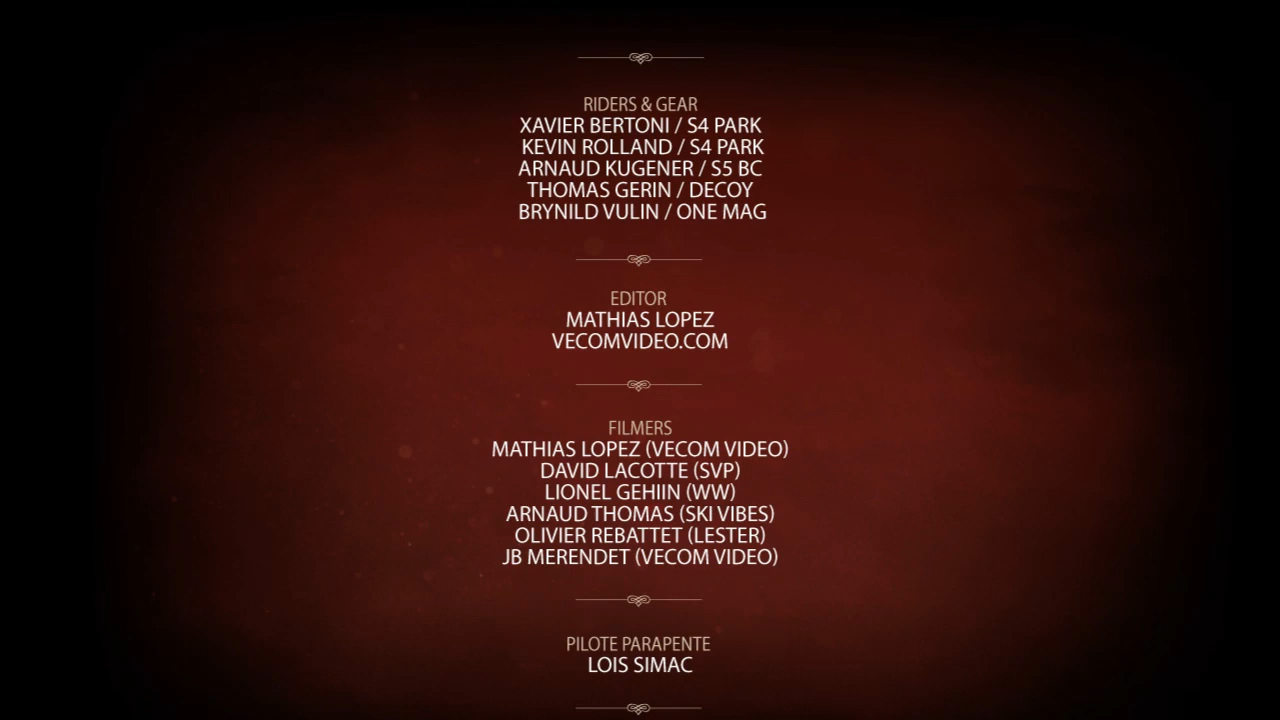 RIDERS & GEAR
XAVIER BERTONI / S4 PARK
KEVIN ROLLAND / S4 PARK
ARNAUD KUGENER / S5 BC
THOMAS GERIN / DECOY
BRYNILD VULIN / ONE MAG
EDITOR
MATHIAS LOPEZ
VECOMVIDEO.COM
FILMERS
MATHIAS LOPEZ (VECOM VIDEO)
DAVID LACOTTE (SVP)
LIONEL GEHIIN (WW)
ARNAUD THOMAS (SKI VIBES)
OLIVIER REBATTET (LESTER)
JB MERENDET (VECOM VIDEO)
PILOTE PARAPENTE
LOIS SIMAC